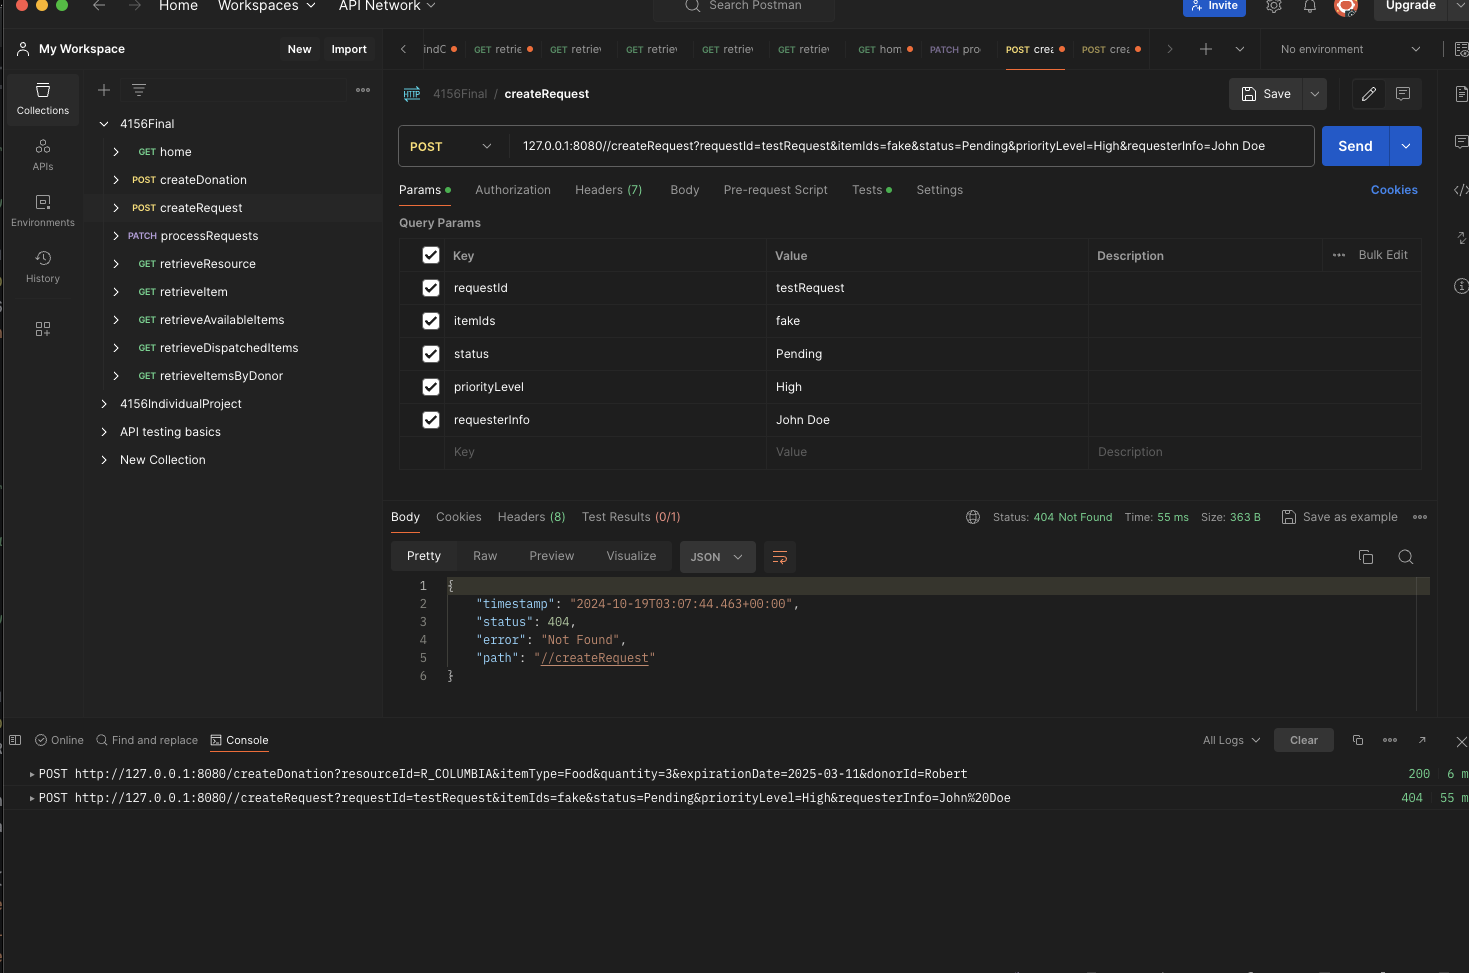 Home Workspaces API Network Search Postman Invite Upgrade
My Workspace New Import
indC GET retrie GET retrie GET retrie GET retrie GET retrie GET hom PATCH pro POST crea POST crea No environment
Collections
APIs
Environments
History
4156Final
GET home
POST createDonation
POST createRequest
PATCH processRequests
GET retrieveResource
GET retrieveItem
GET retrieveAvailableItems
GET retrieveDispatchedItems
GET retrieveItemsByDonor
4156IndividualProject
API testing basics
New Collection
HTTP 4156Final / createRequest Save
POST 127.0.0.1:8080//createRequest?requestId=testRequest&itemIds=fake&status=Pending&priorityLevel=High&requesterInfo=John Doe Send
Params Authorization Headers (7) Body Pre-request Script Tests Settings Cookies
Query Params
Key Value Description Bulk Edit
requestId testRequest
itemIds fake
status Pending
priorityLevel High
requesterInfo John Doe
Key Value Description
Body Cookies Headers (8) Test Results (0/1) Status: 404 Not Found Time: 55 ms Size: 363 B Save as example
Pretty Raw Preview Visualize JSON
1 {
2 "timestamp": "2024-10-19T03:07:44.463+00:00",
3 "status": 404,
4 "error": "Not Found",
5 "path": "//createRequest"
6 }
Online Find and replace Console All Logs Clear
POST http://127.0.0.1:8080/createDonation?resourceId=R_COLUMBIA&itemType=Food&quantity=3&expirationDate=2025-03-11&donorId=Robert 200 6 m
POST http://127.0.0.1:8080//createRequest?requestId=testRequest&itemIds=fake&status=Pending&priorityLevel=High&requesterInfo=John%20Doe 404 55 m